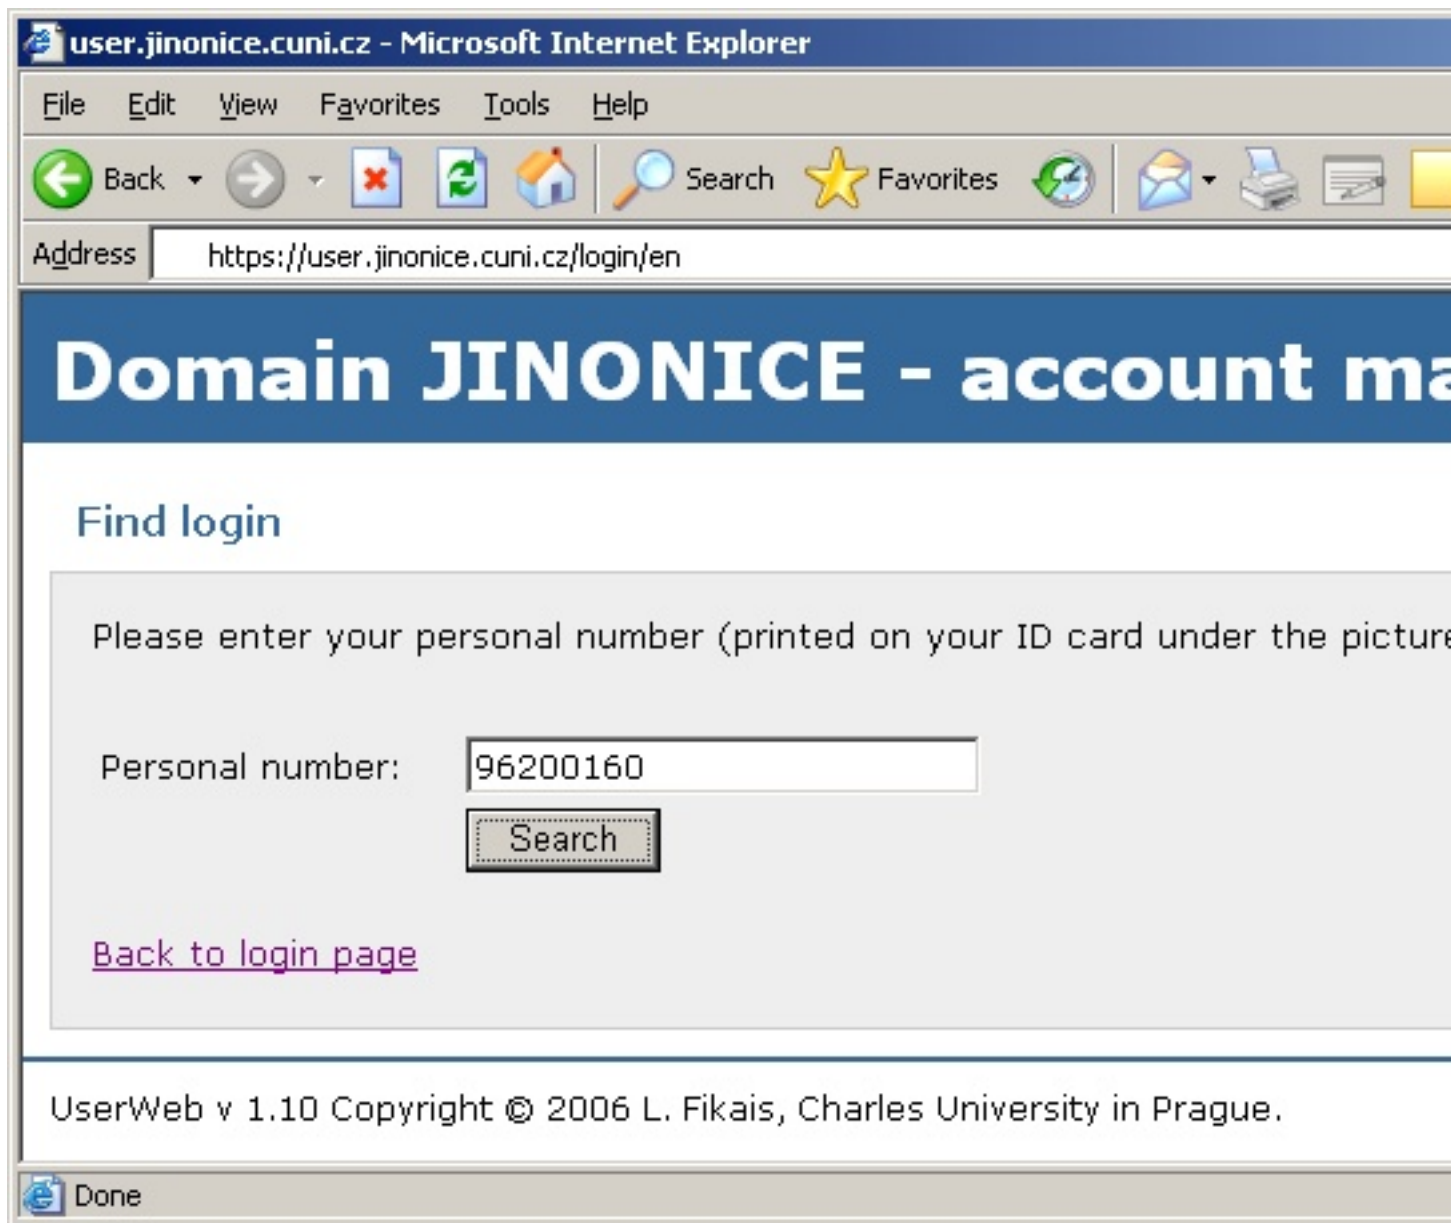 user.jinonice.cuni.cz - Microsoft Internet Explorer
File Edit View Favorites Tools Help
Back Search Favorites
Address https://user.jinonice.cuni.cz/login/en
Domain JINONICE - account ma
Find login
Please enter your personal number (printed on your ID card under the picture
Personal number: 96200160
Search
Back to login page
UserWeb v 1.10 Copyright © 2006 L. Fikais, Charles University in Prague.
Done